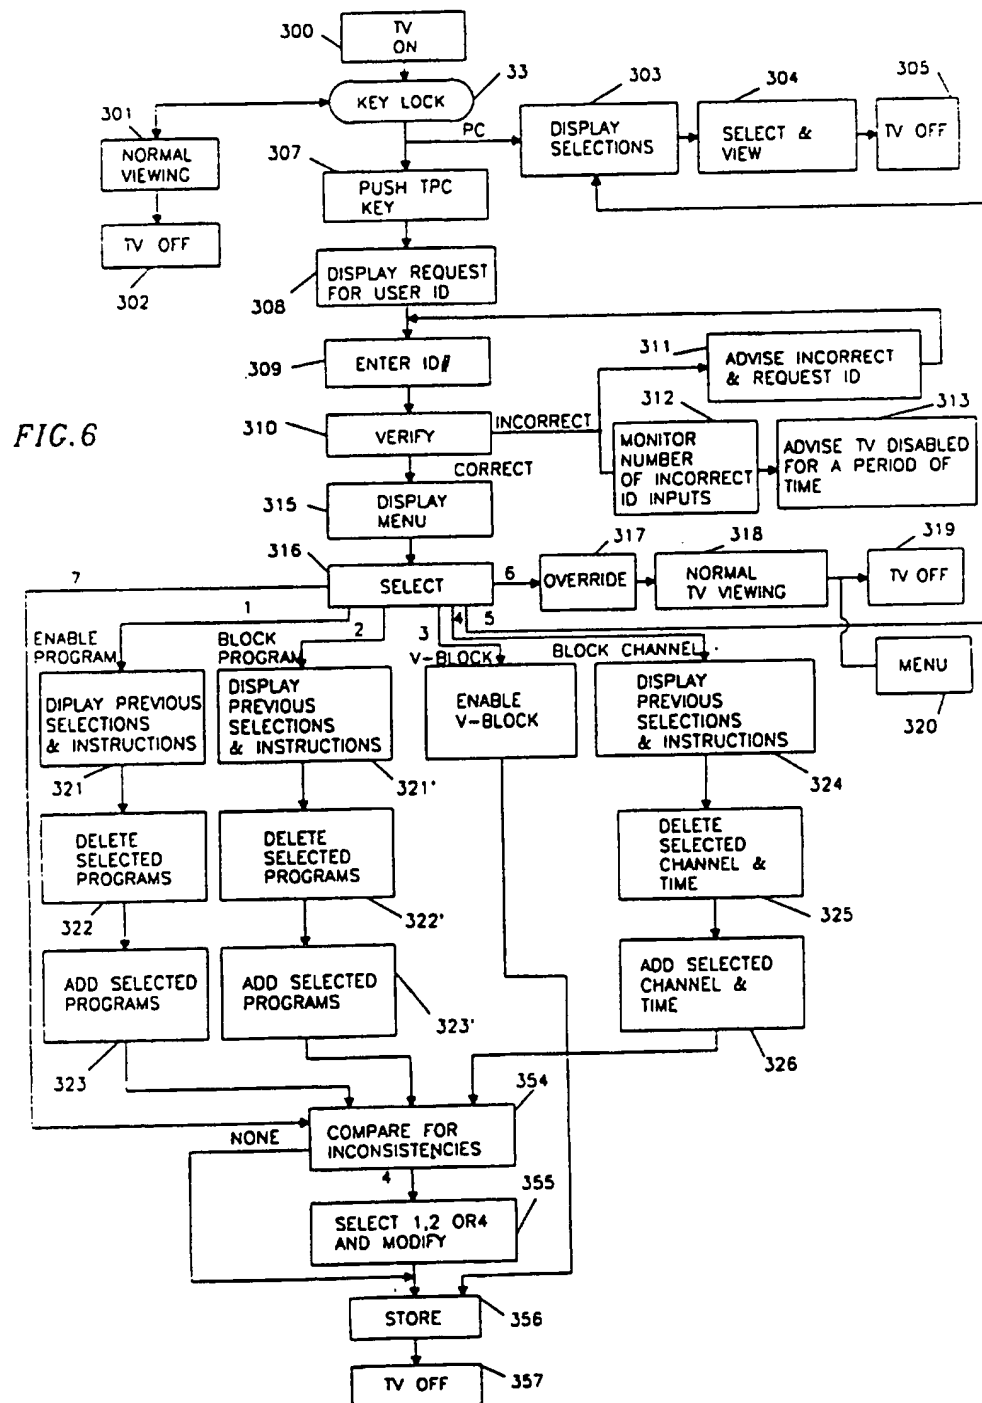 300
TV
ON
33
KEY LOCK
301
NORMAL
VIEWING
TV OFF
302
PC
303
DISPLAY
SELECTIONS
304
SELECT &
VIEW
305
TV OFF
307
PUSH TPC
KEY
308
DISPLAY REQUEST
FOR USER ID
309
ENTER ID#
310
VERIFY
INCORRECT
CORRECT
311
ADVISE INCORRECT
& REQUEST ID
312
MONITOR
NUMBER
OF INCORRECT
ID INPUTS
313
ADVISE TV DISABLED
FOR A PERIOD OF
TIME
FIG.6
315
DISPLAY
MENU
316
SELECT
7
1
2
3
4
5
6
317
OVERRIDE
318
NORMAL
TV VIEWING
319
TV OFF
MENU
320
ENABLE
PROGRAM
DIPLAY PREVIOUS
SELECTIONS
& INSTRUCTIONS
321
DELETE
SELECTED
PROGRAMS
322
ADD SELECTED
PROGRAMS
323
BLOCK
PROGRAM
DISPLAY
PREVIOUS
SELECTIONS
& INSTRUCTIONS
321'
DELETE
SELECTED
PROGRAMS
322'
ADD SELECTED
PROGRAMS
323'
V-BLOCK
ENABLE
V-BLOCK
BLOCK CHANNEL
DISPLAY
PREVIOUS
SELECTIONS
& INSTRUCTIONS
324
DELETE
SELECTED
CHANNEL &
TIME
325
ADD SELECTED
CHANNEL &
TIME
326
354
COMPARE FOR
INCONSISTENCIES
NONE
4
355
SELECT 1,2 OR4
AND MODIFY
STORE
356
TV OFF
357